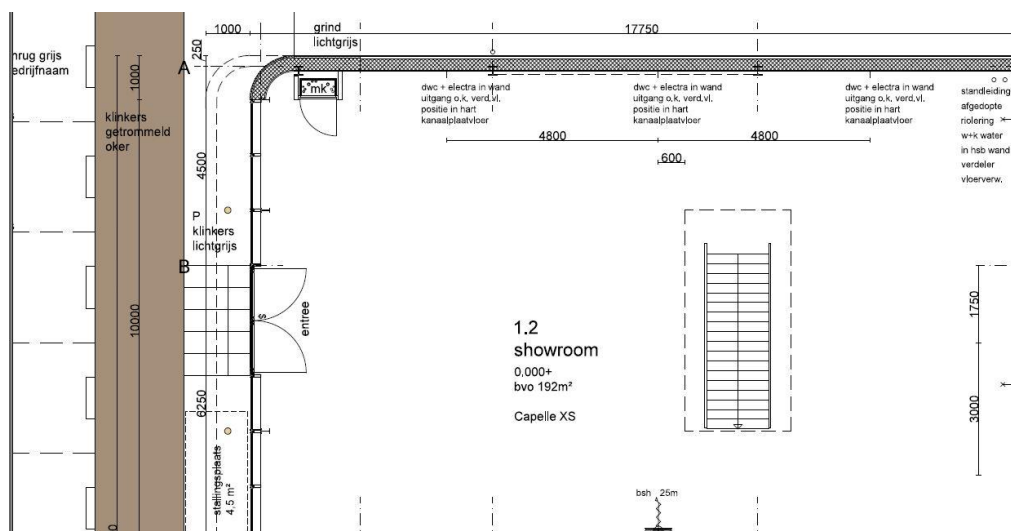 grind
lichtgrijs
1000
17750
nrug grijs
edrijfnaam
250
A
1000
mk
dwc + electra in wand
uitgang o,k, verd,vl,
positie in hart
kanaalplaatvloer
dwc + electra in wand
uitgang o,k, verd,vl,
positie in hart
kanaalplaatvloer
dwc + electra in wand
uitgang o,k, verd,vl,
positie in hart
kanaalplaatvloer
standleiding
afgedopte
riolering
w+k water
in hsb wand
verdeler
vloerverw.
klinkers
getrommeld
oker
4800
4800
600
4500
P
klinkers
lichtgrijs
B
10000
s
entree
1750
1.2
showroom
0,000+
bvo 192m²
Capelle XS
6250
3000
stallingsplaats
4,5 m²
bsh 25m
0